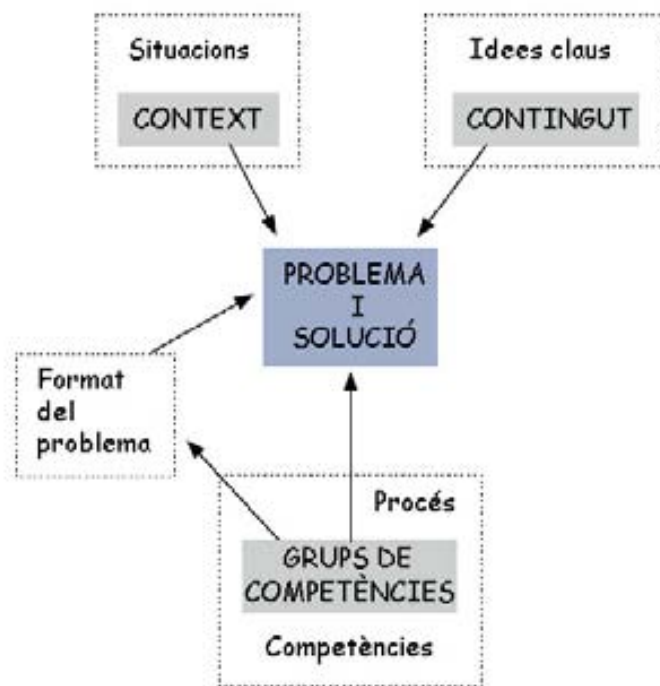 Situacions
CONTEXT
Idees claus
CONTINGUT
PROBLEMA
I
SOLUCIÓ
Format
del
problema
Procés
GRUPS DE
COMPETÈNCIES
Competències